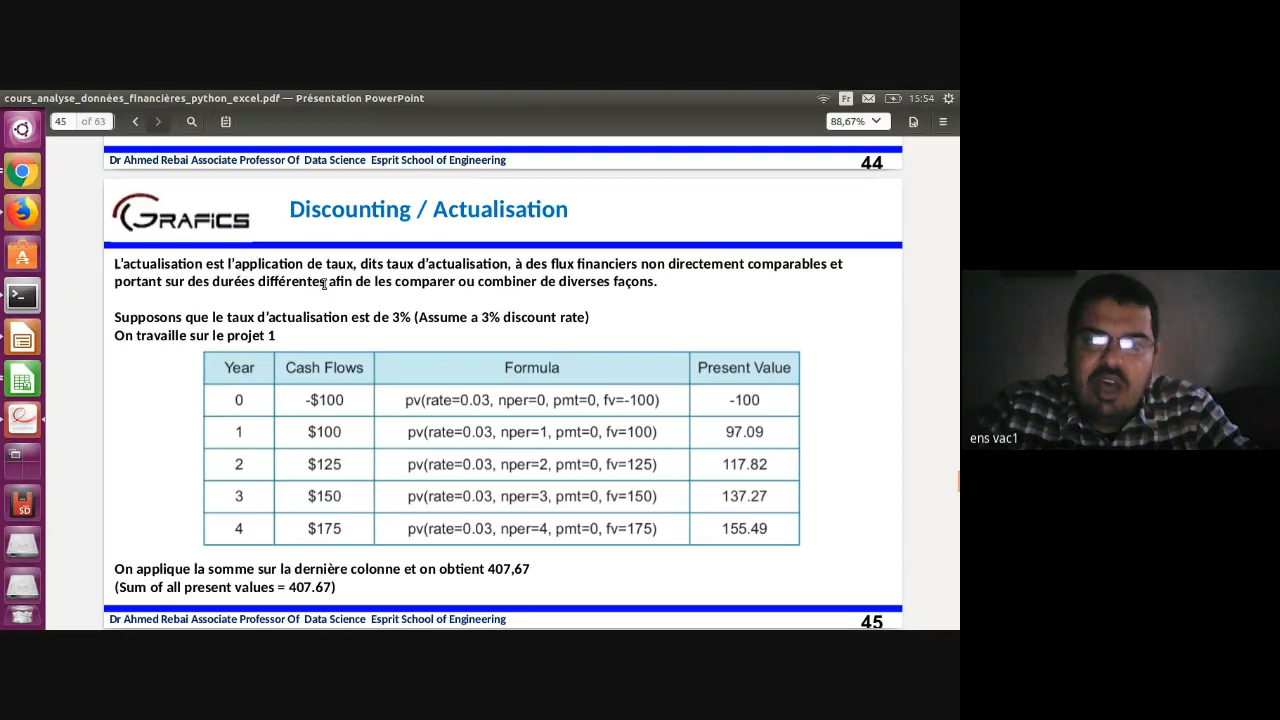 cours_analyse_données_financières_python_excel.pdf — Présentation PowerPoint
Fr
15:54
45 of 63
88,67%
Dr Ahmed Rebai Associate Professor Of Data Science Esprit School of Engineering
44
GRAFICS
Discounting / Actualisation
L'actualisation est l'application de taux, dits taux d'actualisation, à des flux financiers non directement comparables et
portant sur des durées différentes afin de les comparer ou combiner de diverses façons.
Supposons que le taux d'actualisation est de 3% (Assume a 3% discount rate)
On travaille sur le projet 1
Year Cash Flows Formula Present Value
0 -$100 pv(rate=0.03, nper=0, pmt=0, fv=-100) -100
1 $100 pv(rate=0.03, nper=1, pmt=0, fv=100) 97.09
2 $125 pv(rate=0.03, nper=2, pmt=0, fv=125) 117.82
3 $150 pv(rate=0.03, nper=3, pmt=0, fv=150) 137.27
4 $175 pv(rate=0.03, nper=4, pmt=0, fv=175) 155.49
On applique la somme sur la dernière colonne et on obtient 407,67
(Sum of all present values = 407.67)
Dr Ahmed Rebai Associate Professor Of Data Science Esprit School of Engineering
45
ens vac1
SD